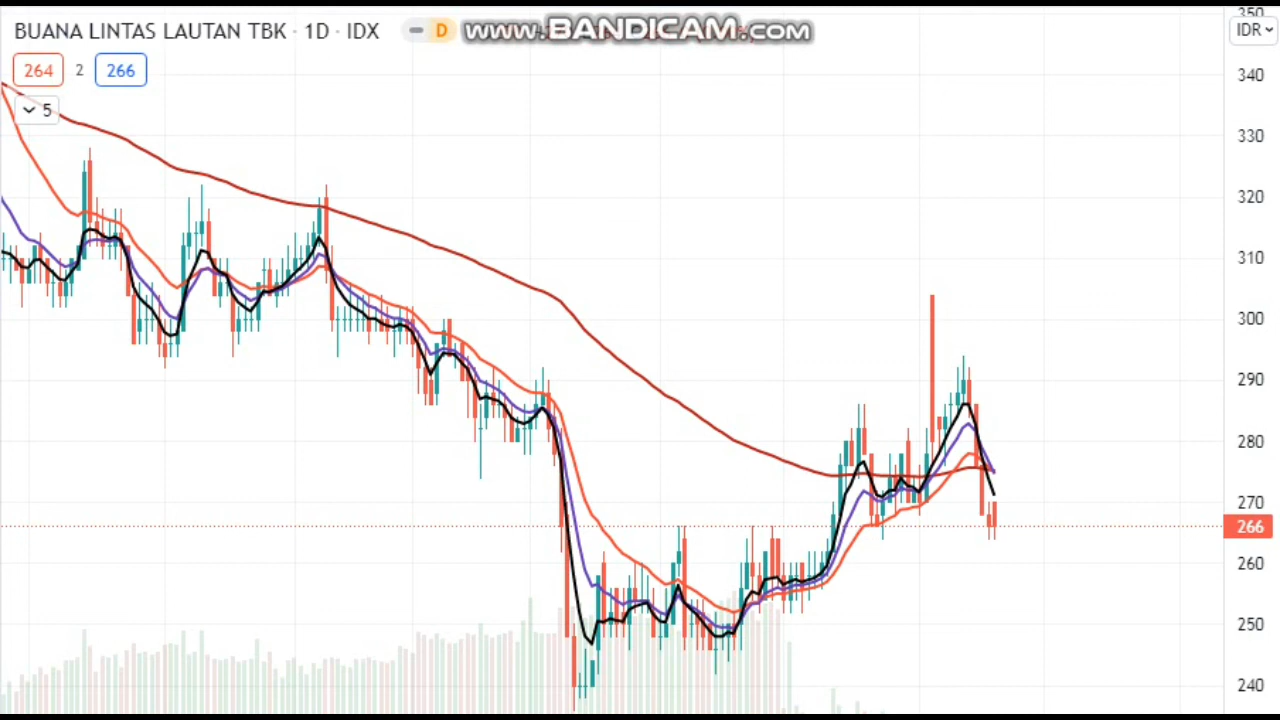 BUANA LINTAS LAUTAN TBK · 1D · IDX
D
www.BANDICAM.com
IDR
264 2 266
5
350
340
330
320
310
300
290
280
270
266
260
250
240